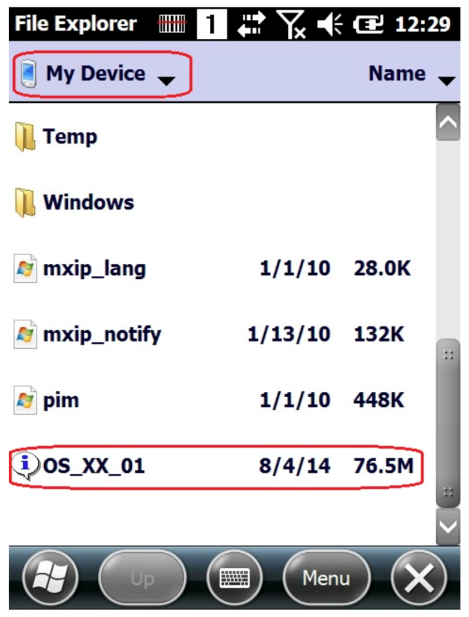 File Explorer 1 12:29
My Device Name
Temp
Windows
mxip_lang 1/1/10 28.0K
mxip_notify 1/13/10 132K
pim 1/1/10 448K
OS_XX_01 8/4/14 76.5M
Up Menu